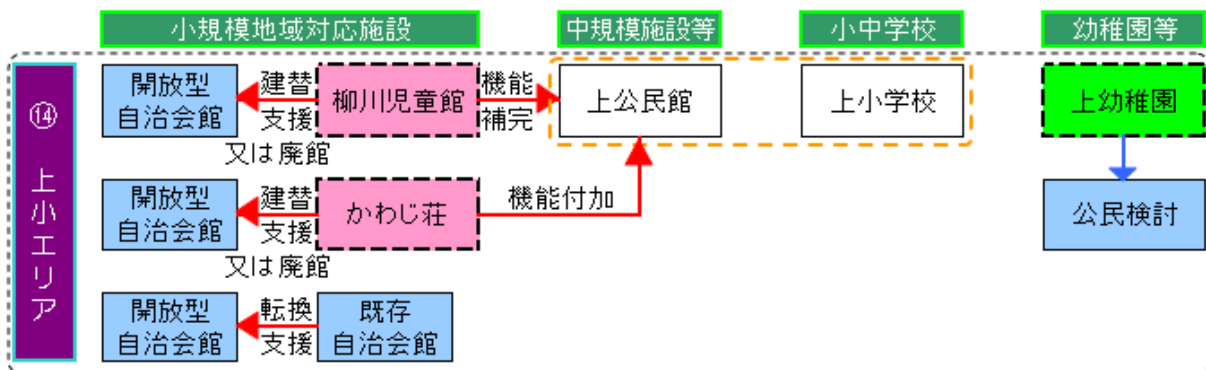 小規模地域対応施設
中規模施設等
小中学校
幼稚園等
⑭ 上小エリア
開放型
自治会館
建替
支援
又は廃館
柳川児童館
機能
補完
上公民館
上小学校
上幼稚園
開放型
自治会館
建替
支援
又は廃館
かわじ荘
機能付加
公民検討
開放型
自治会館
転換
支援
既存
自治会館